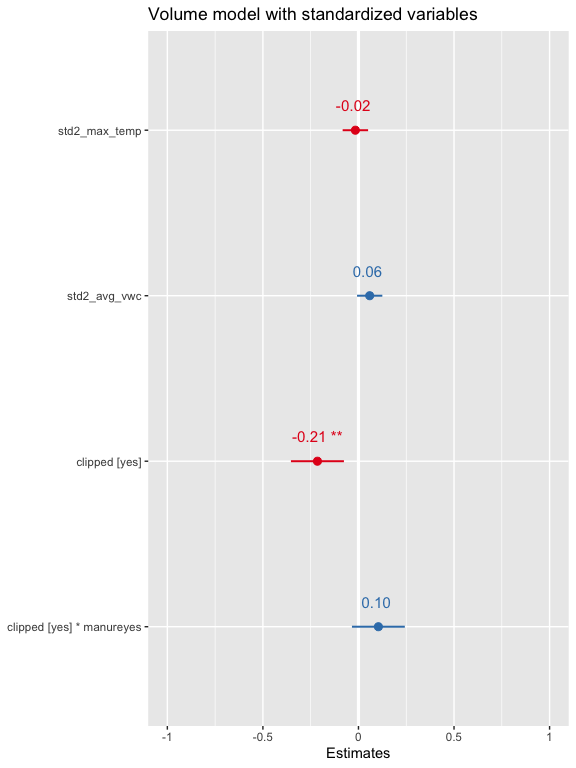 Volume model with standardized variables
-0.02
std2_max_temp
0.06
std2_avg_vwc
-0.21 **
clipped [yes]
0.10
clipped [yes] * manureyes
-1 -0.5 0 0.5 1
Estimates